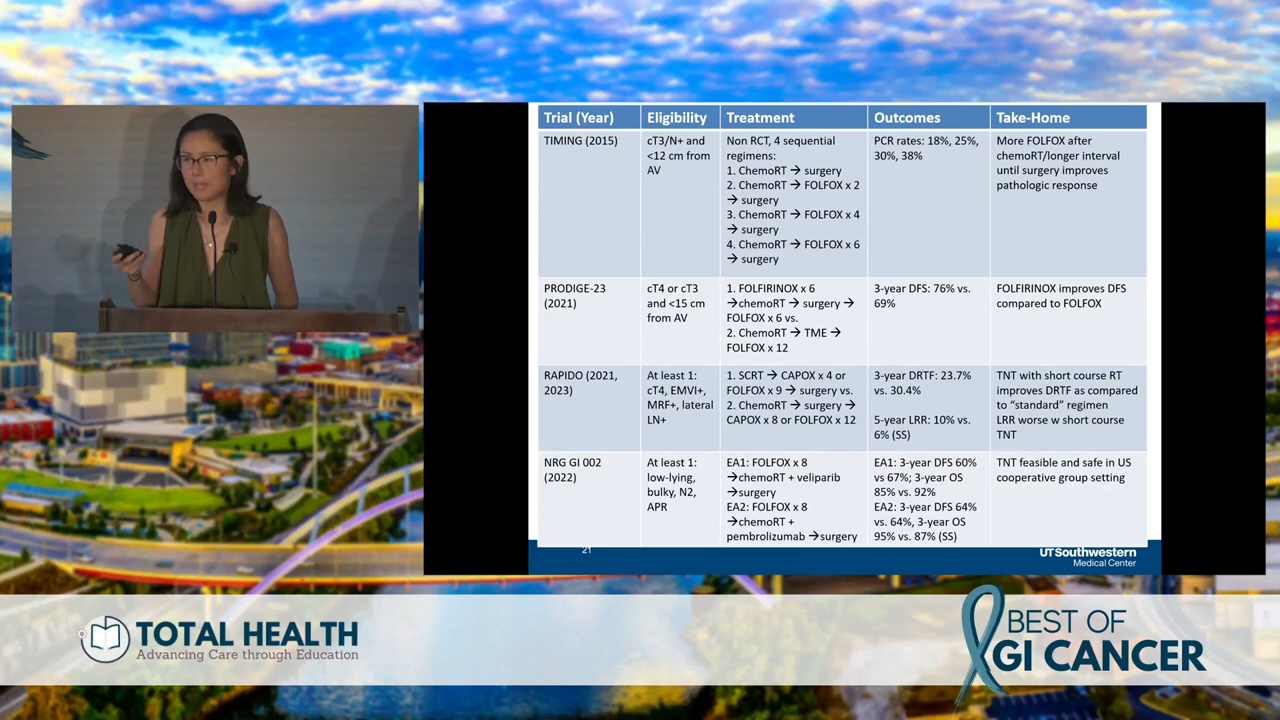 Trial (Year)
Eligibility
Treatment
Outcomes
Take-Home
TIMING (2015)
cT3/N+ and
<12 cm from
AV
Non RCT, 4 sequential
regimens:
1. ChemoRT → surgery
2. ChemoRT → FOLFOX x 2
→ surgery
3. ChemoRT → FOLFOX x 4
→ surgery
4. ChemoRT → FOLFOX x 6
→ surgery
PCR rates: 18%, 25%,
30%, 38%
More FOLFOX after
chemoRT/longer interval
until surgery improves
pathologic response
PRODIGE-23
(2021)
cT4 or cT3
and <15 cm
from AV
1. FOLFIRINOX x 6
→chemoRT → surgery →
FOLFOX x 6 vs.
2. ChemoRT → TME →
FOLFOX x 12
3-year DFS: 76% vs.
69%
FOLFIRINOX improves DFS
compared to FOLFOX
RAPIDO (2021,
2023)
At least 1:
cT4, EMVI+,
MRF+, lateral
LN+
1. SCRT → CAPOX x 4 or
FOLFOX x 9 → surgery vs.
2. ChemoRT → surgery →
CAPOX x 8 or FOLFOX x 12
3-year DRTF: 23.7%
vs. 30.4%
5-year LRR: 10% vs.
6% (SS)
TNT with short course RT
improves DRTF as compared
to “standard” regimen
LRR worse w short course
TNT
NRG GI 002
(2022)
At least 1:
low-lying,
bulky, N2,
APR
EA1: FOLFOX x 8
→chemoRT + veliparib
→surgery
EA2: FOLFOX x 8
→chemoRT +
pembrolizumab →surgery
EA1: 3-year DFS 60%
vs 67%; 3-year OS
85% vs. 92%
EA2: 3-year DFS 64%
vs. 64%, 3-year OS
95% vs. 87% (SS)
TNT feasible and safe in US
cooperative group setting
21
UTSouthwestern
Medical Center
TOTAL HEALTH
Advancing Care through Education
BEST OF
GI CANCER